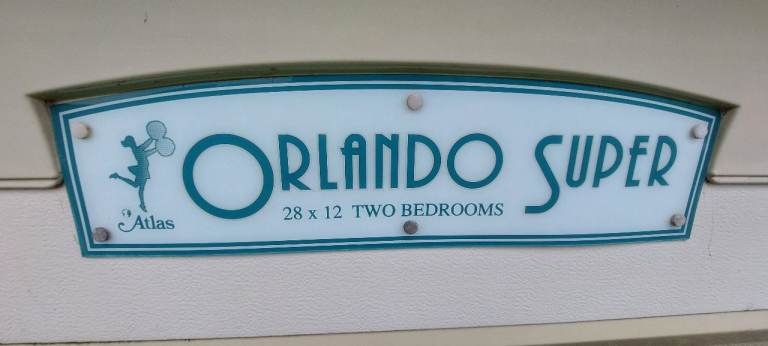 ORLANDO SUPER
28 x 12 TWO BEDROOMS
Atlas